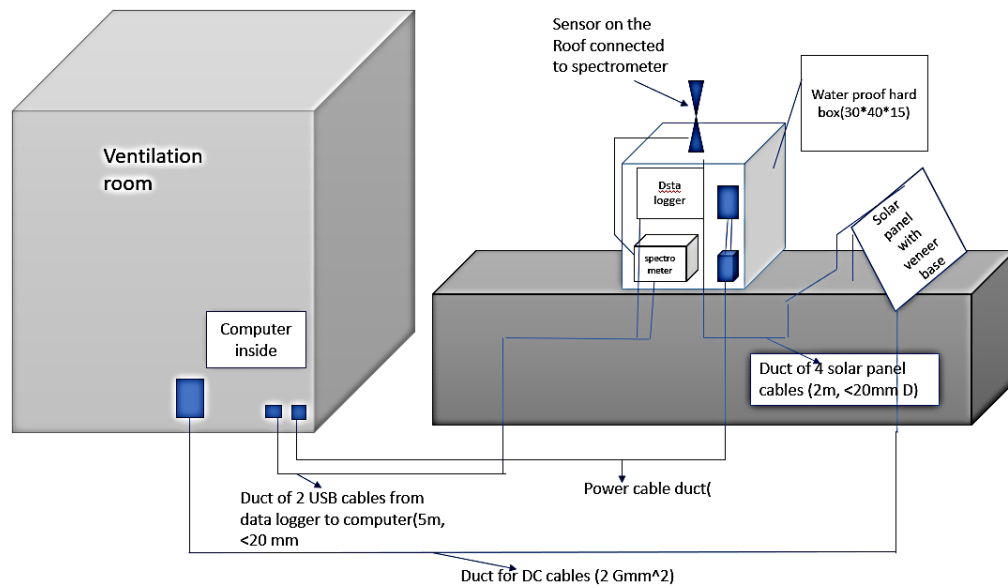 Sensor on the
Roof connected
to spectrometer
Water proof hard
box(30*40*15)
Ventilation
room
Dsta
logger
Solar
panel
with
veneer
base
spectro
meter
Computer
inside
Duct of 4 solar panel
cables (2m, <20mm D)
Duct of 2 USB cables from
data logger to computer(5m,
<20 mm
Power cable duct(
Duct for DC cables (2 Gmm^2)